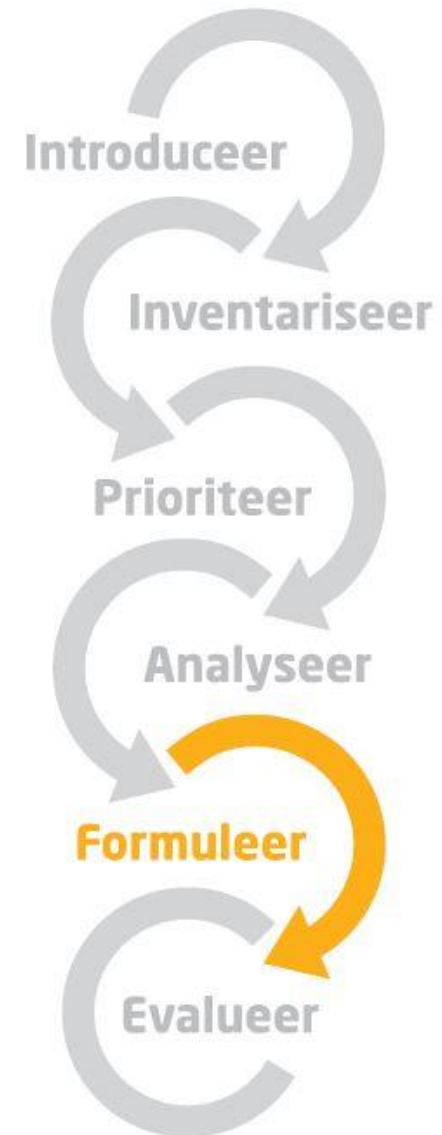 Introduceer
Inventariseer
Prioriteer
Analyseer
Formuleer
Evalueer